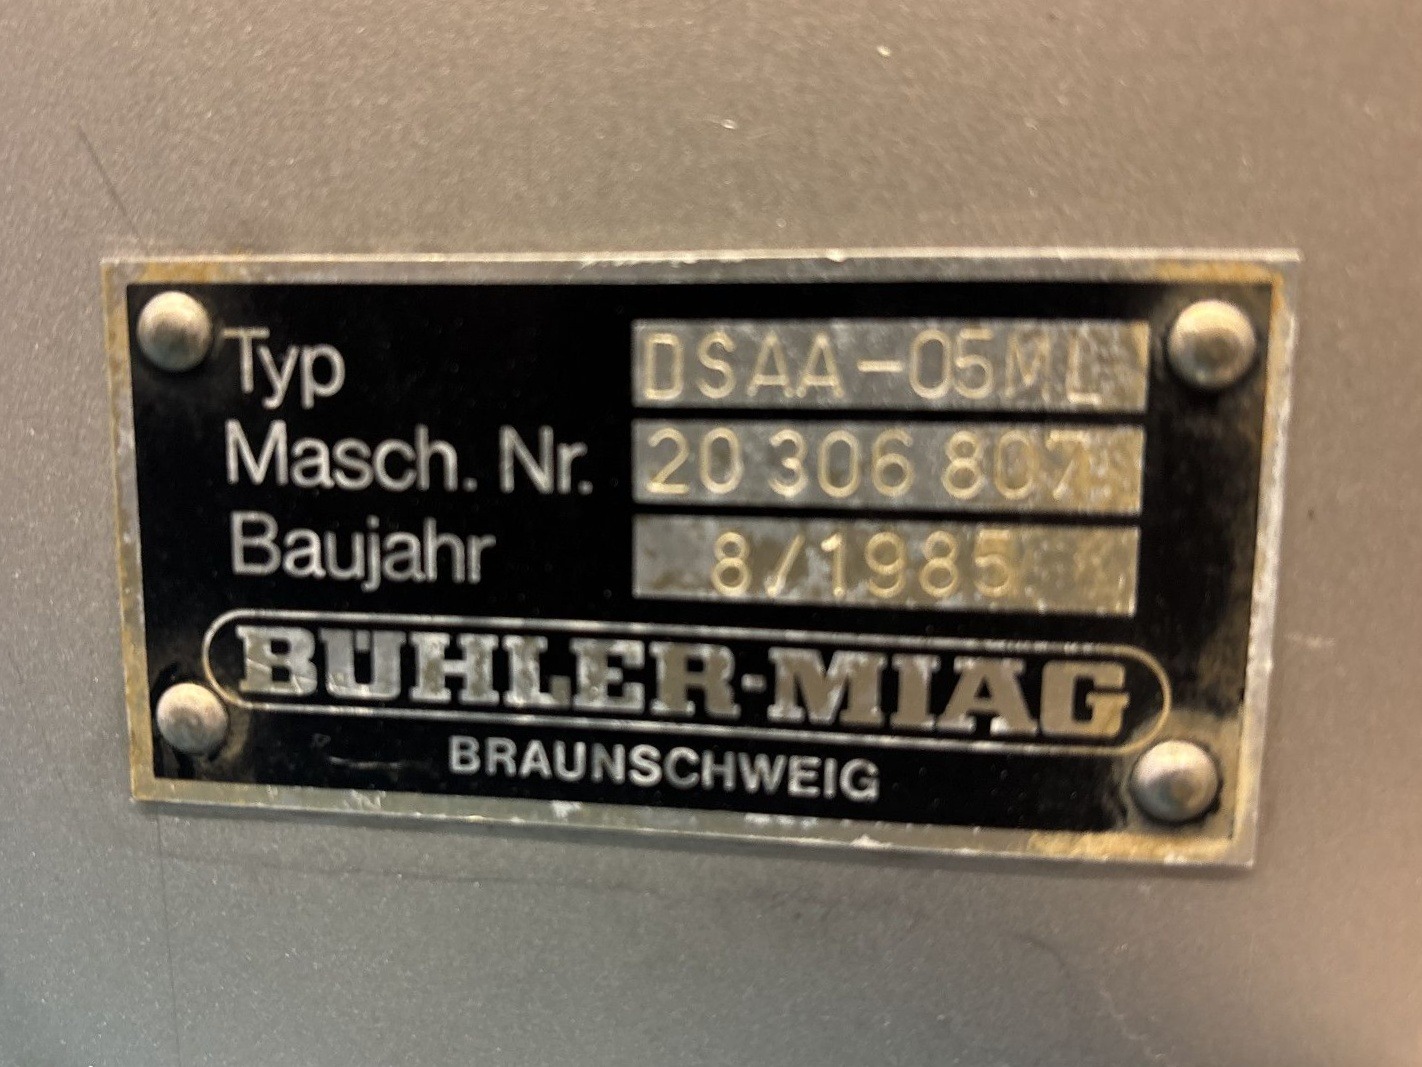 Typ DSAA-05ML
Masch. Nr. 20 306 807
Baujahr 8/1985
BÜHLER-MIAG
BRAUNSCHWEIG